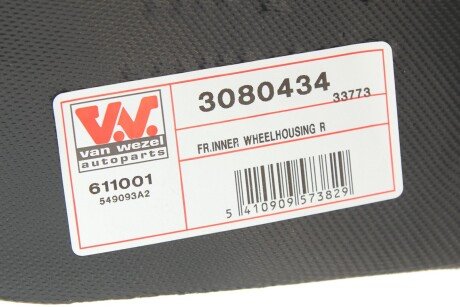 V.V.
van wezel
autoparts
611001
549093A2
3080434 33773
FR.INNER WHEELHOUSING R
5 410909 573829